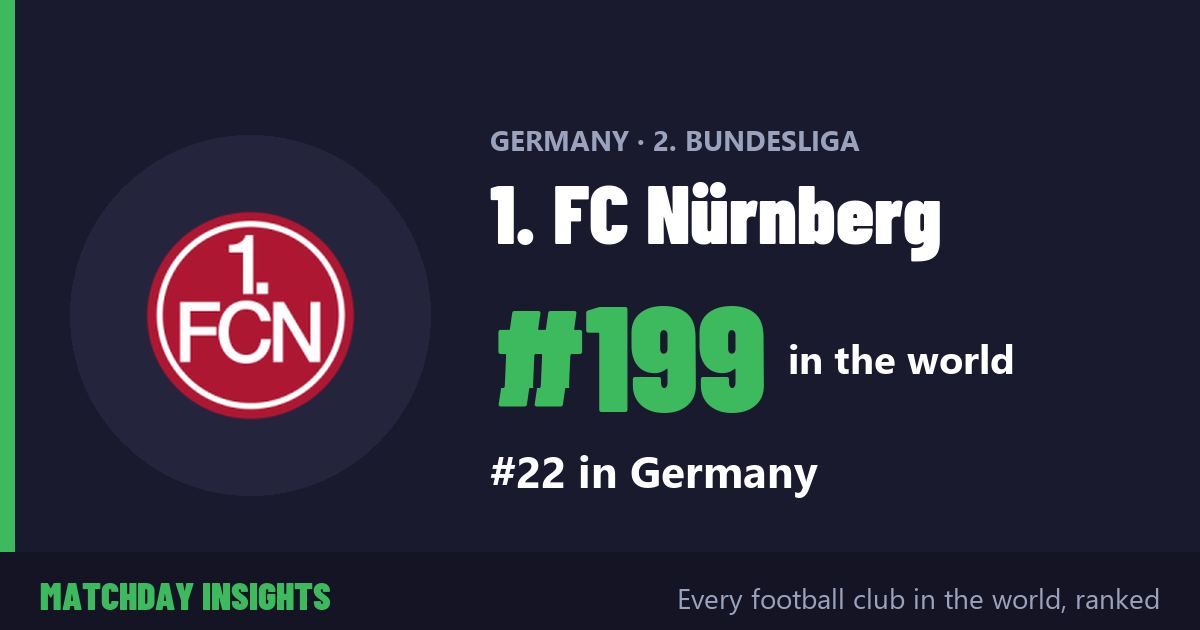 GERMANY · 2. BUNDESLIGA
1. FC Nürnberg
1.
FCN
#199 in the world
#22 in Germany
MATCHDAY INSIGHTS
Every football club in the world, ranked